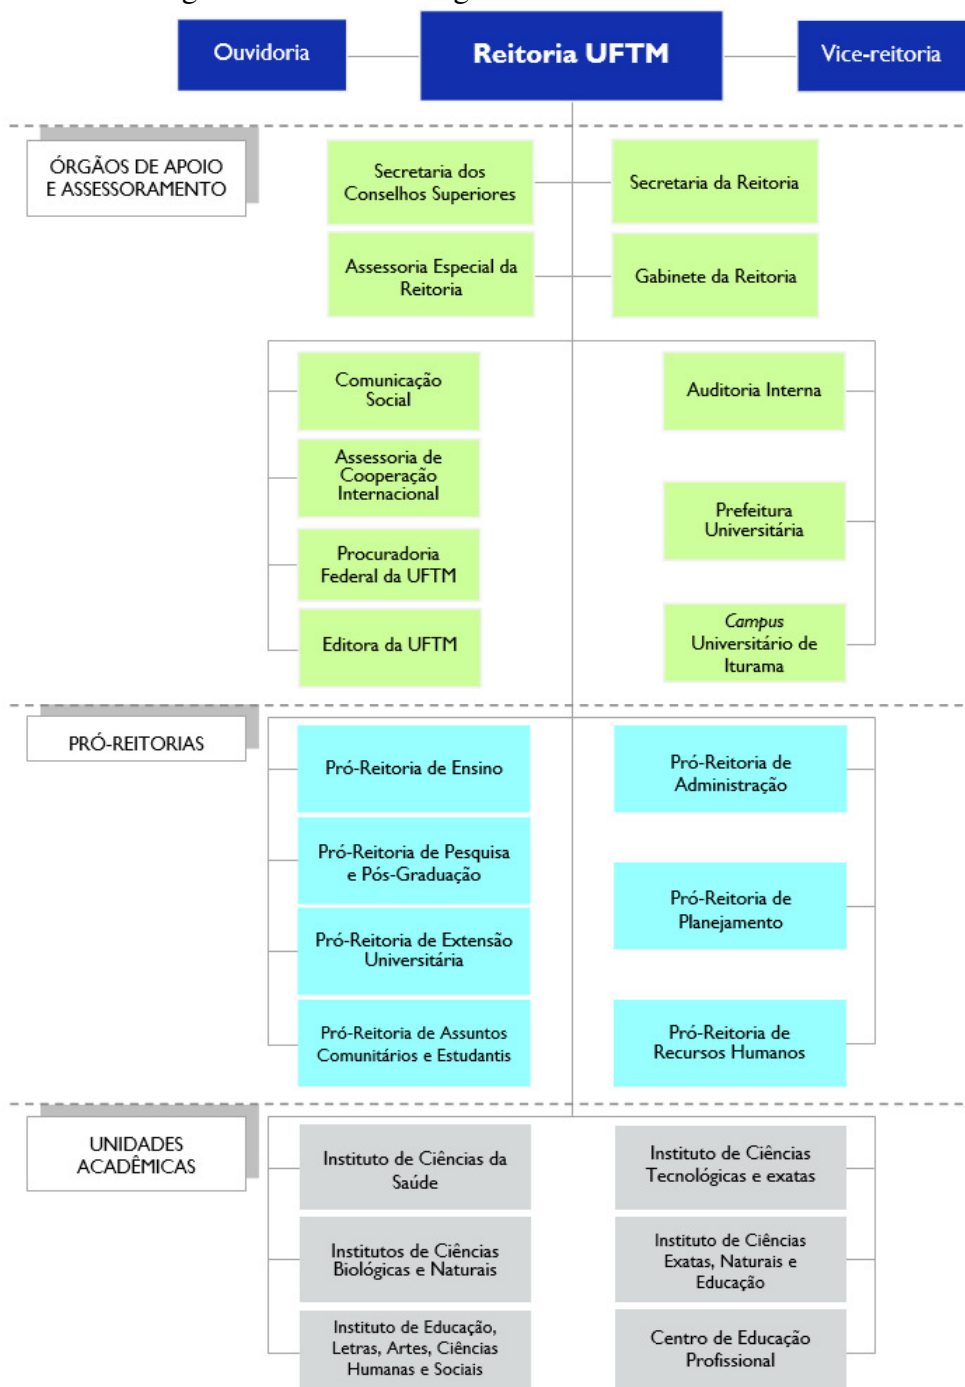 Ouvidoria
Reitoria UFTM
Vice-reitoria
ÓRGÃOS DE APOIO
E ASSESSORAMENTO
Secretaria dos
Conselhos Superiores
Secretaria da Reitoria
Assessoria Especial da
Reitoria
Gabinete da Reitoria
Comunicação
Social
Auditoria Interna
Assessoria de
Cooperação
Internacional
Prefeitura
Universitária
Procuradoria
Federal da UFTM
Editora da UFTM
Campus
Universitário de
Iturama
PRÓ-REITORIAS
Pró-Reitoria de Ensino
Pró-Reitoria de
Administração
Pró-Reitoria de Pesquisa
e Pós-Graduação
Pró-Reitoria de
Planejamento
Pró-Reitoria de Extensão
Universitária
Pró-Reitoria de Assuntos
Comunitários e Estudantis
Pró-Reitoria de
Recursos Humanos
UNIDADES
ACADÊMICAS
Instituto de Ciências da
Saúde
Instituto de Ciências
Tecnológicas e exatas
Institutos de Ciências
Biológicas e Naturais
Instituto de Ciências
Exatas, Naturais e
Educação
Instituto de Educação,
Letras, Artes, Ciências
Humanas e Sociais
Centro de Educação
Profissional